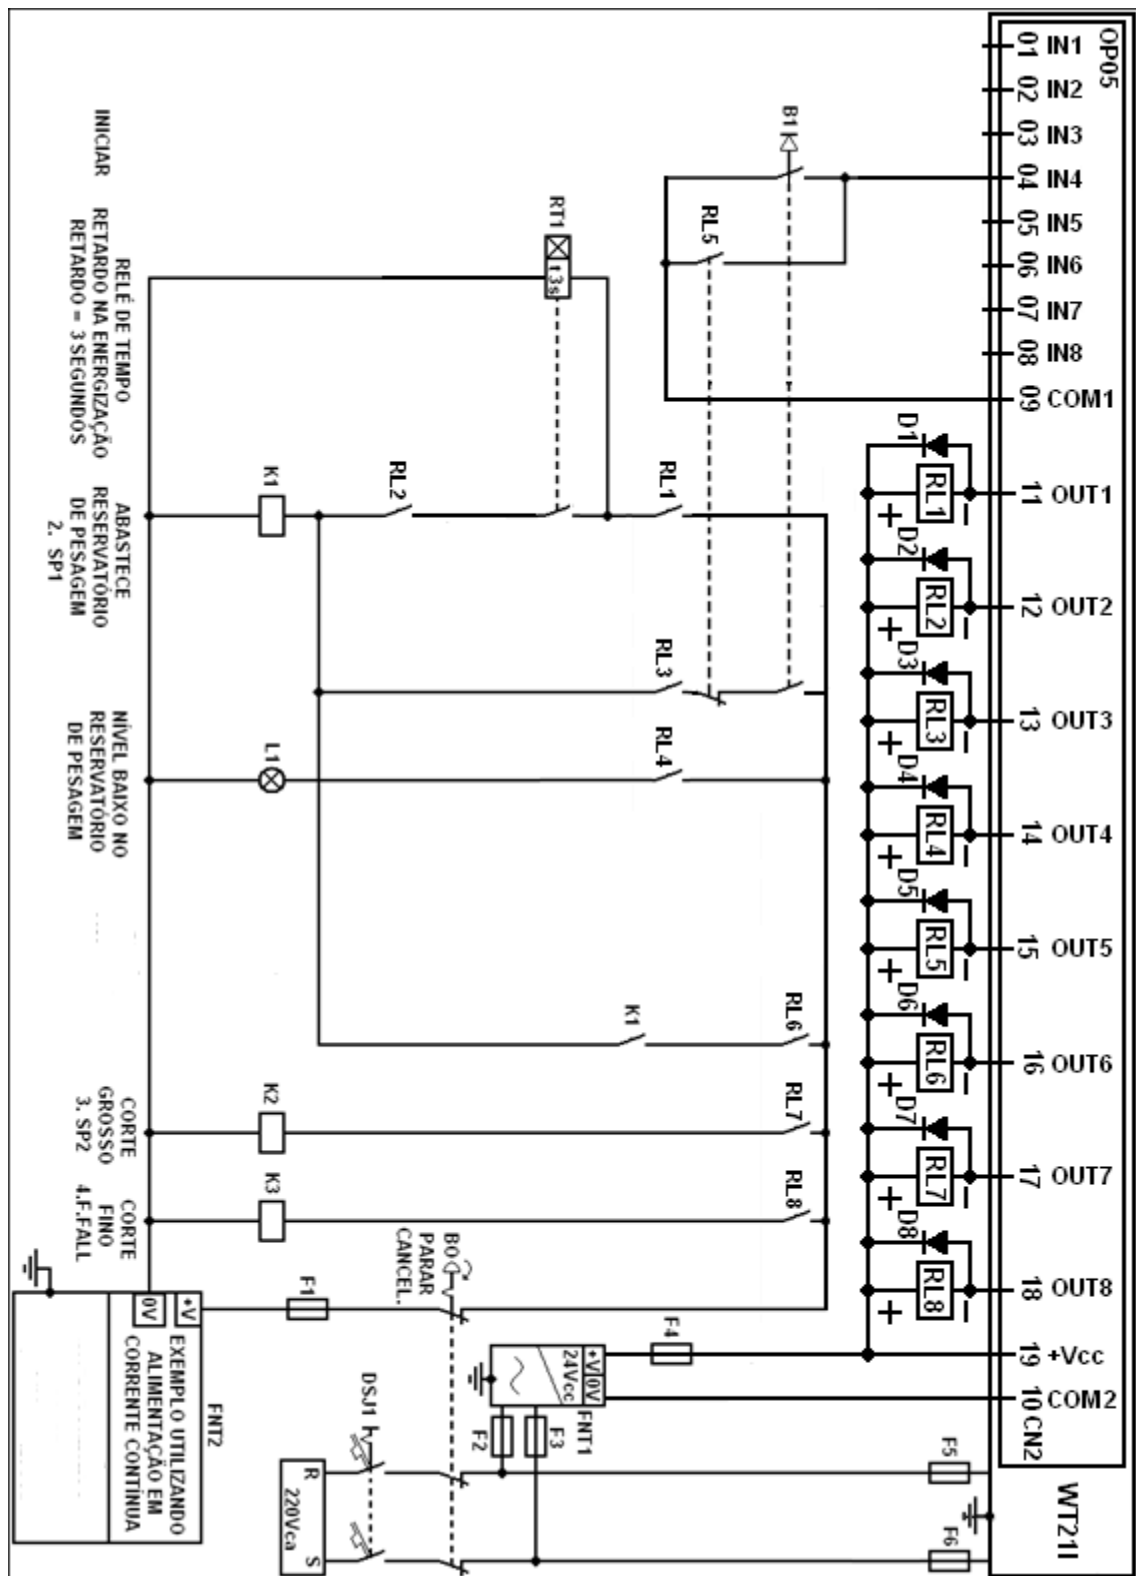 OP05
01 IN1
02 IN2
03 IN3
04 IN4
05 IN5
06 IN6
07 IN7
08 IN8
09 COM1
11 OUT1
12 OUT2
13 OUT3
14 OUT4
15 OUT5
16 OUT6
17 OUT7
18 OUT8
19 +Vcc
10 COM2
CN2
WT21I
D1
RL1
+
-
D2
RL2
+
-
D3
RL3
+
-
D4
RL4
+
-
D5
RL5
+
-
D6
RL6
+
-
D7
RL7
+
-
D8
RL8
+
-
B1
RL5
RT1
t 3s
RL1
RL2
RL3
RL4
RL6
K1
RL7
RL8
K1
L1
K2
K3
B0
PARAR
CANCEL.
F1
F4
F5
F6
+V 0V
24Vcc
FNT1
F2
F3
DSJ1
R
220Vca
S
INICIAR
RELÉ DE TEMPO
RETARDO NA ENERGIZAÇÃO
RETARDO = 3 SEGUNDOS
ABASTECE
RESERVATÓRIO
DE PESAGEM
2. SP1
NÍVEL BAIXO NO
RESERVATÓRIO
DE PESAGEM
CORTE
GROSSO
3. SP2
CORTE
FINO
4.F.FALL
FNT2
+V
0V
EXEMPLO UTILIZANDO
ALIMENTAÇÃO EM
CORRENTE CONTÍNUA